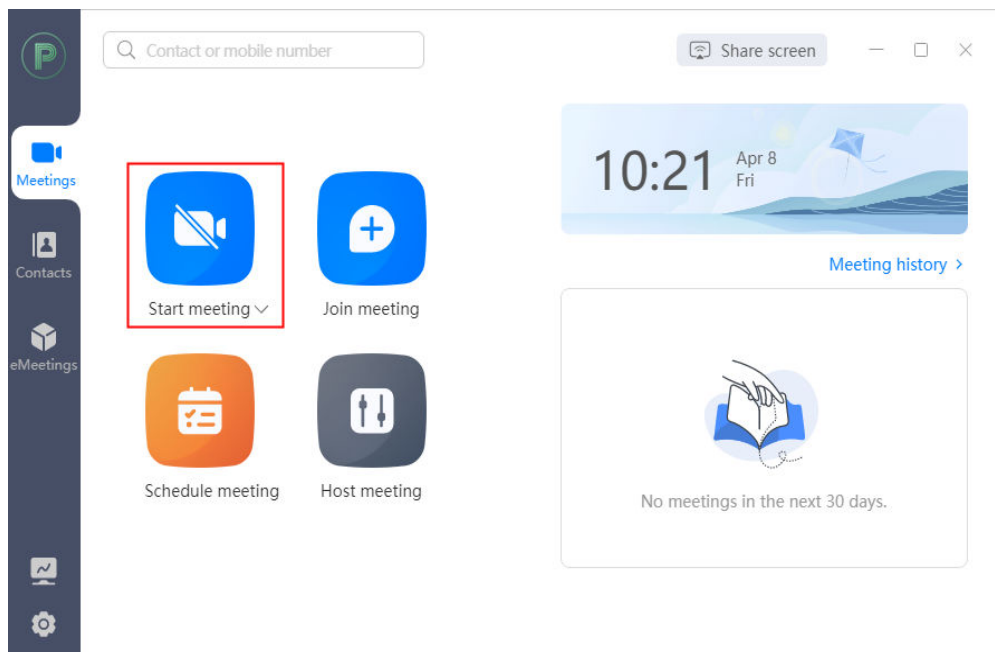 P
Contact or mobile number
Share screen
Meetings
Contacts
eMeetings
Start meeting
Join meeting
Schedule meeting
Host meeting
10:21
Apr 8
Fri
Meeting history >
No meetings in the next 30 days.